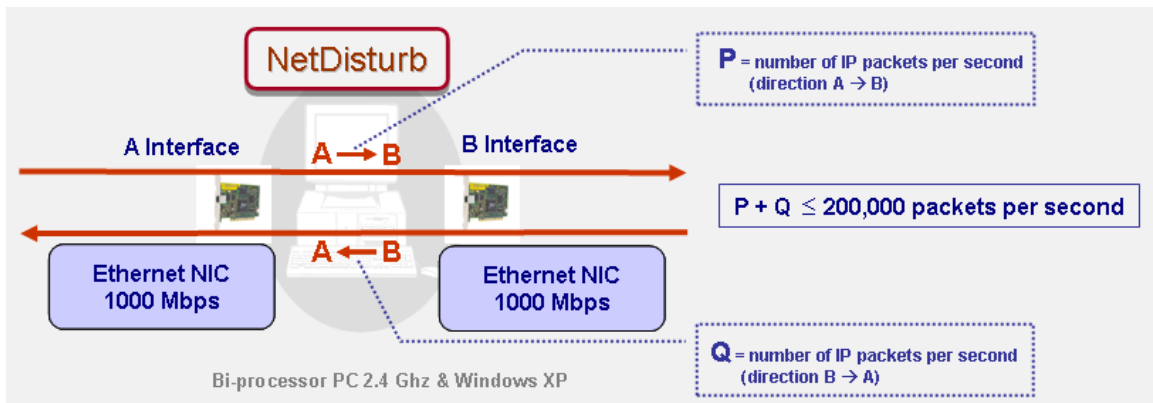 NetDisturb
P = number of IP packets per second
(direction A → B)
A Interface
B Interface
A → B
P + Q ≤ 200,000 packets per second
A ← B
Ethernet NIC
1000 Mbps
Ethernet NIC
1000 Mbps
Q = number of IP packets per second
(direction B → A)
Bi-processor PC 2.4 Ghz & Windows XP